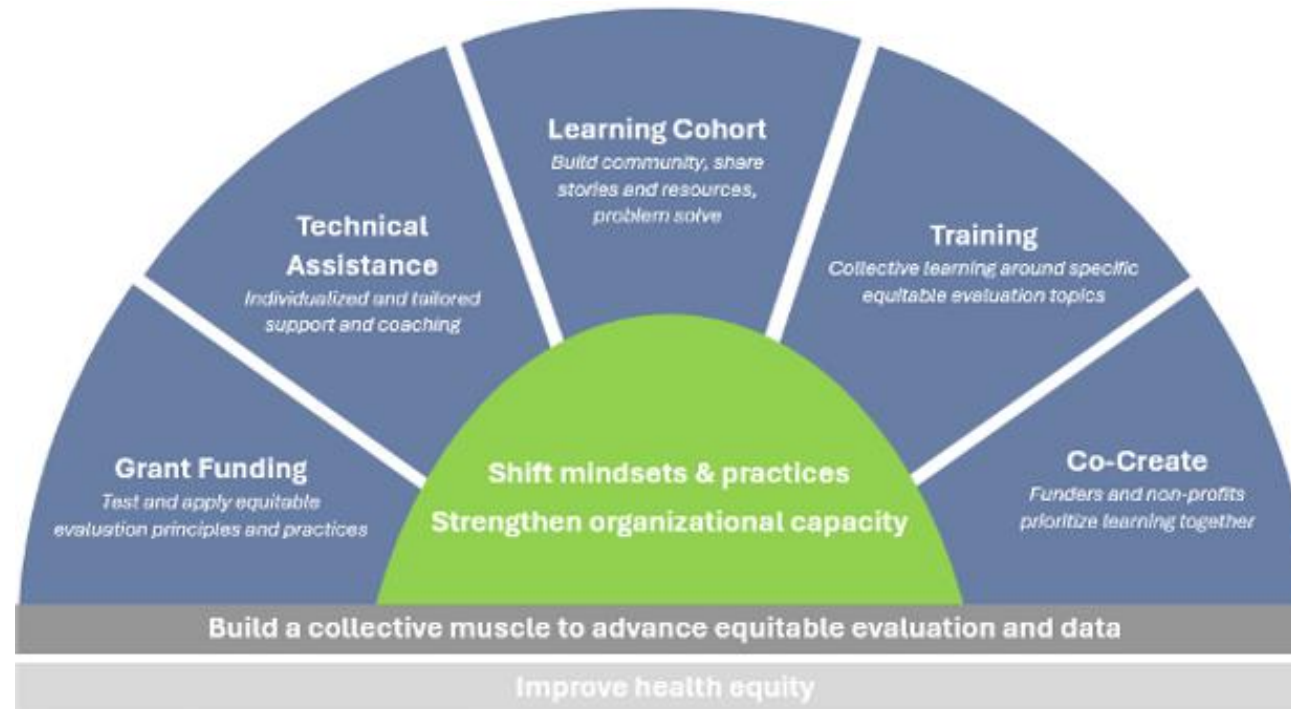 Learning Cohort
Build community, share
stories and resources,
problem solve
Technical
Assistance
Individualized and tailored
support and coaching
Training
Collective learning around specific
equitable evaluation topics
Grant Funding
Test and apply equitable
evaluation principles and practices
Shift mindsets & practices
Strengthen organizational capacity
Co-Create
Funders and non-profits
prioritize learning together
Build a collective muscle to advance equitable evaluation and data
Improve health equity